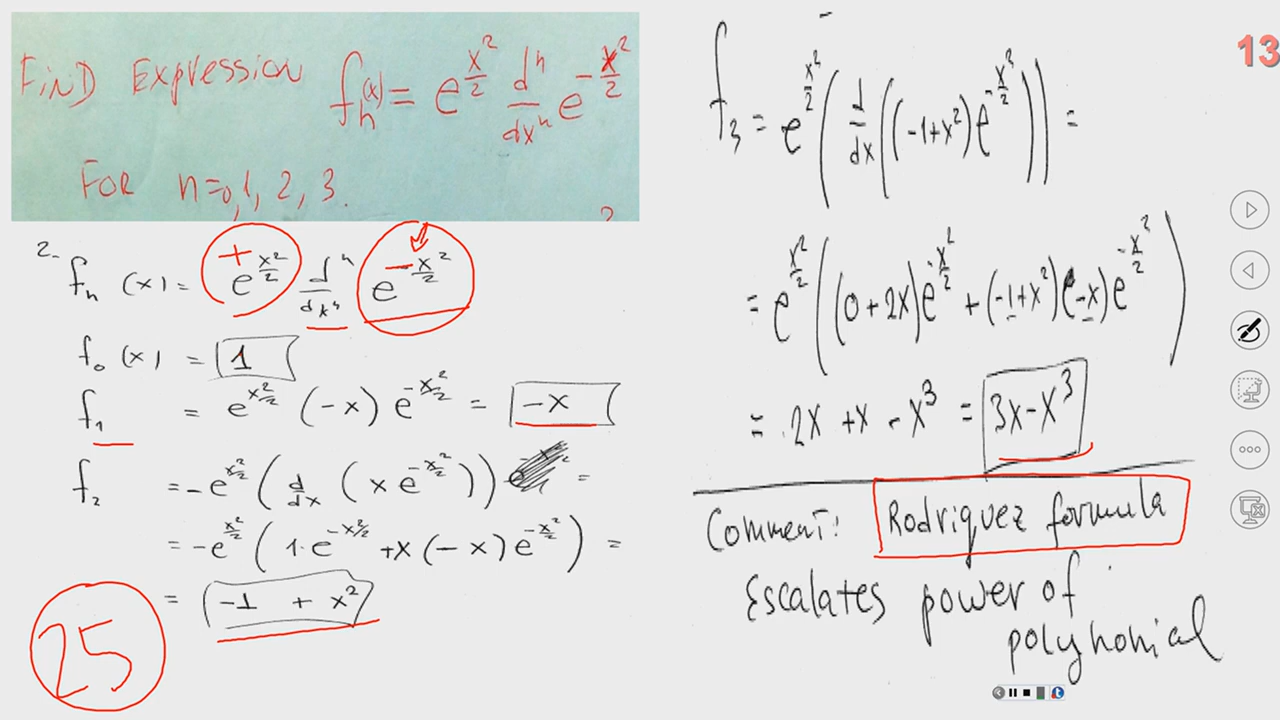 FIND Expression fₙ(x) = e^(x²/2) dⁿ/dxⁿ e^(-x²/2)
FOR n=0,1, 2, 3.
2. fₙ (x) = +e^(x²/2) dⁿ/dxⁿ e^(-x²/2)
f₀ (x) = 1
f₁ = e^(x²/2) (-x) e^(-x²/2) = -x
f₂ = -e^(x²/2) (d/dx (x e^(-x²/2))) =
= -e^(x²/2) (1·e^(-x²/2) +x (-x) e^(-x²/2)) =
= -1 + x²
25
13
f₃ = e^(x²/2) (d/dx ((-1+x²) e^(-x²/2))) =
= e^(x²/2) ((0+2x) e^(-x²/2) + (-1+x²)(-x) e^(-x²/2))
= 2x +x - x³ = 3x-x³
Comment: Rodriquez formula
Escalates power of
polynomial